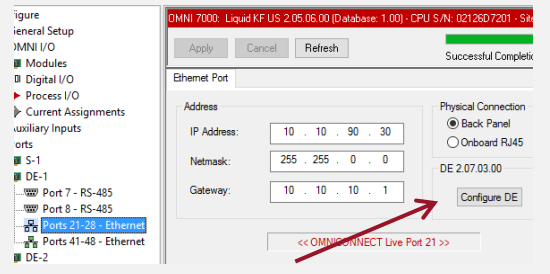 figure
General Setup
OMNI I/O
Modules
Digital I/O
Process I/O
Current Assignments
Auxiliary Inputs
orts
S-1
DE-1
Port 7 - RS-485
Port 8 - RS-485
Ports 21-28 - Ethernet
Ports 41-48 - Ethernet
DE-2
OMNI 7000: Liquid KF US 2.05.06.00 (Database: 1.00) - CPU S/N: 02126D7201 - Site
Apply Cancel Refresh
Successful Completio
Ethernet Port
Address
IP Address: 10 . 10 . 90 . 30
Netmask: 255 . 255 . 0 . 0
Gateway: 10 . 10 . 10 . 1
Physical Connection
Back Panel
Onboard RJ45
DE 2.07.03.00
Configure DE
<< OMNICONNECT Live Port 21 >>